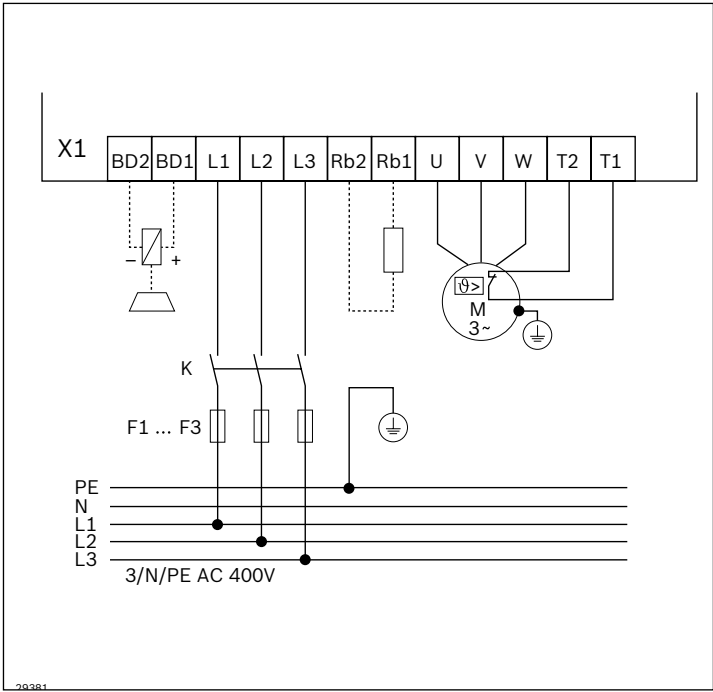 X1
BD2 BD1 L1 L2 L3 Rb2 Rb1 U V W T2 T1
– +
ϑ>
M
3~
K
F1 ... F3
PE
N
L1
L2
L3
3/N/PE AC 400V
29381